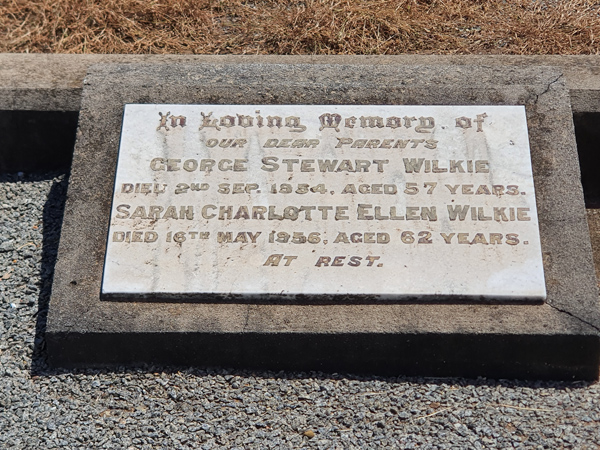 In Loving Memory of
OUR DEAR PARENTS
GEORGE STEWART WILKIE
DIED 2ND SEP. 1954, AGED 57 YEARS.
SARAH CHARLOTTE ELLEN WILKIE
DIED 16TH MAY 1956, AGED 62 YEARS.
AT REST.